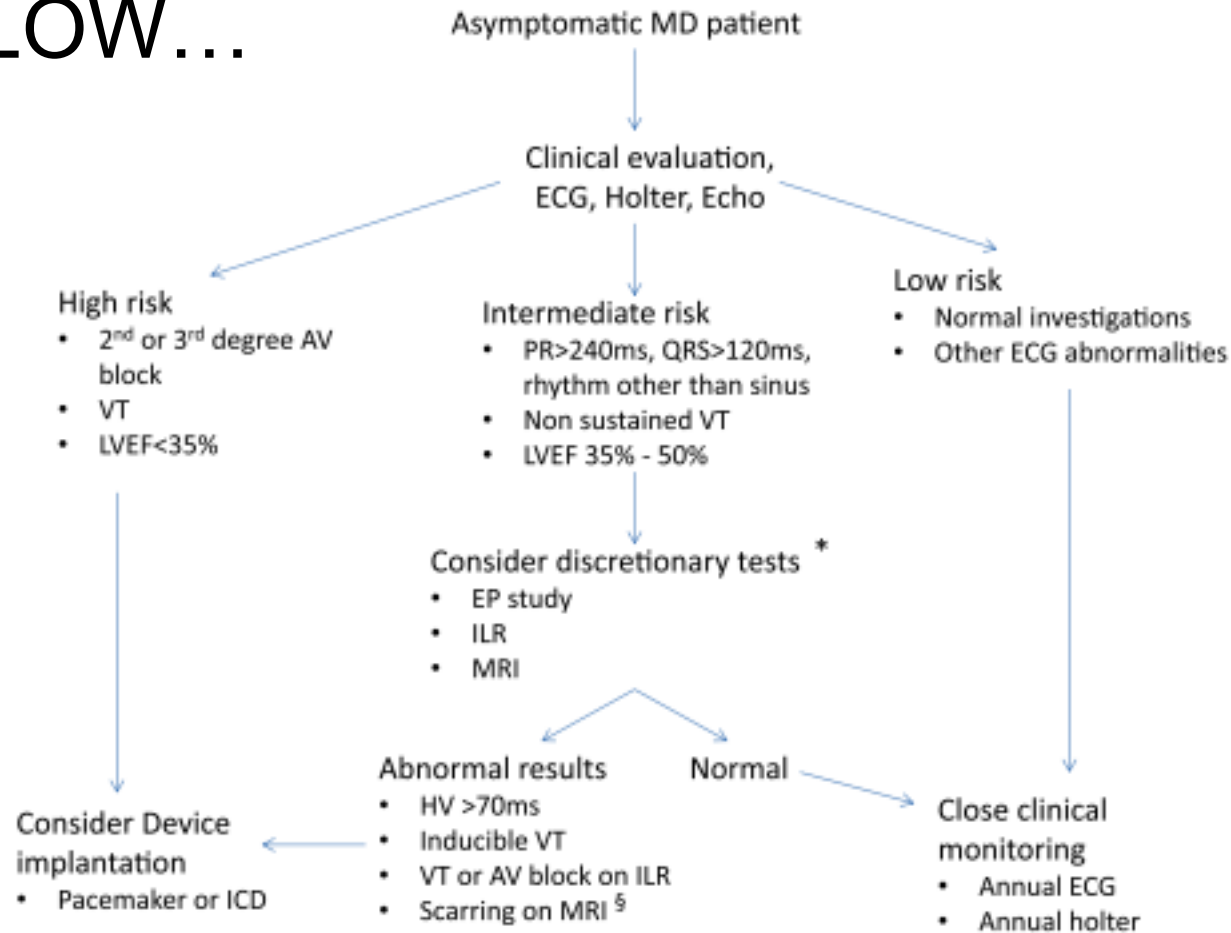 LOW...
Asymptomatic MD patient
Clinical evaluation,
ECG, Holter, Echo
High risk
• 2nd or 3rd degree AV
block
• VT
• LVEF<35%
Intermediate risk
• PR>240ms, QRS>120ms,
rhythm other than sinus
• Non sustained VT
• LVEF 35% - 50%
Low risk
• Normal investigations
• Other ECG abnormalities
Consider discretionary tests *
• EP study
• ILR
• MRI
Abnormal results
• HV >70ms
• Inducible VT
• VT or AV block on ILR
• Scarring on MRI §
Normal
Consider Device
implantation
• Pacemaker or ICD
Close clinical
monitoring
• Annual ECG
• Annual holter